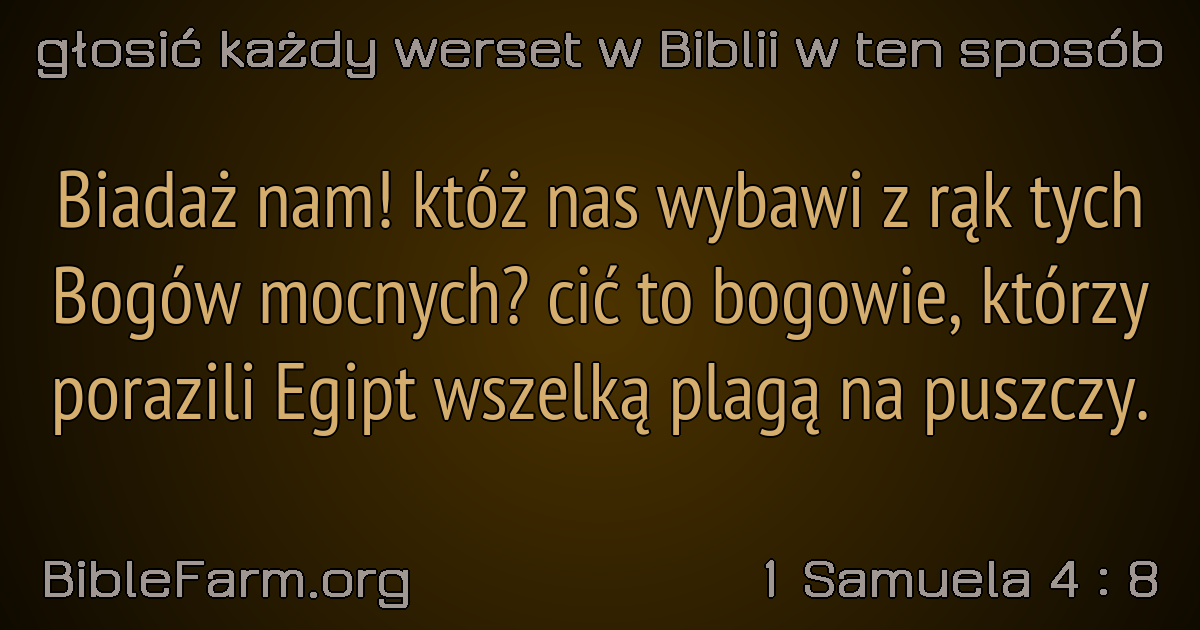 głosić każdy werset w Biblii w ten sposób
Biadaż nam! któż nas wybawi z rąk tych
Bogów mocnych? cić to bogowie, którzy
porazili Egipt wszelką plagą na puszczy.
BibleFarm.org
1 Samuela 4 : 8